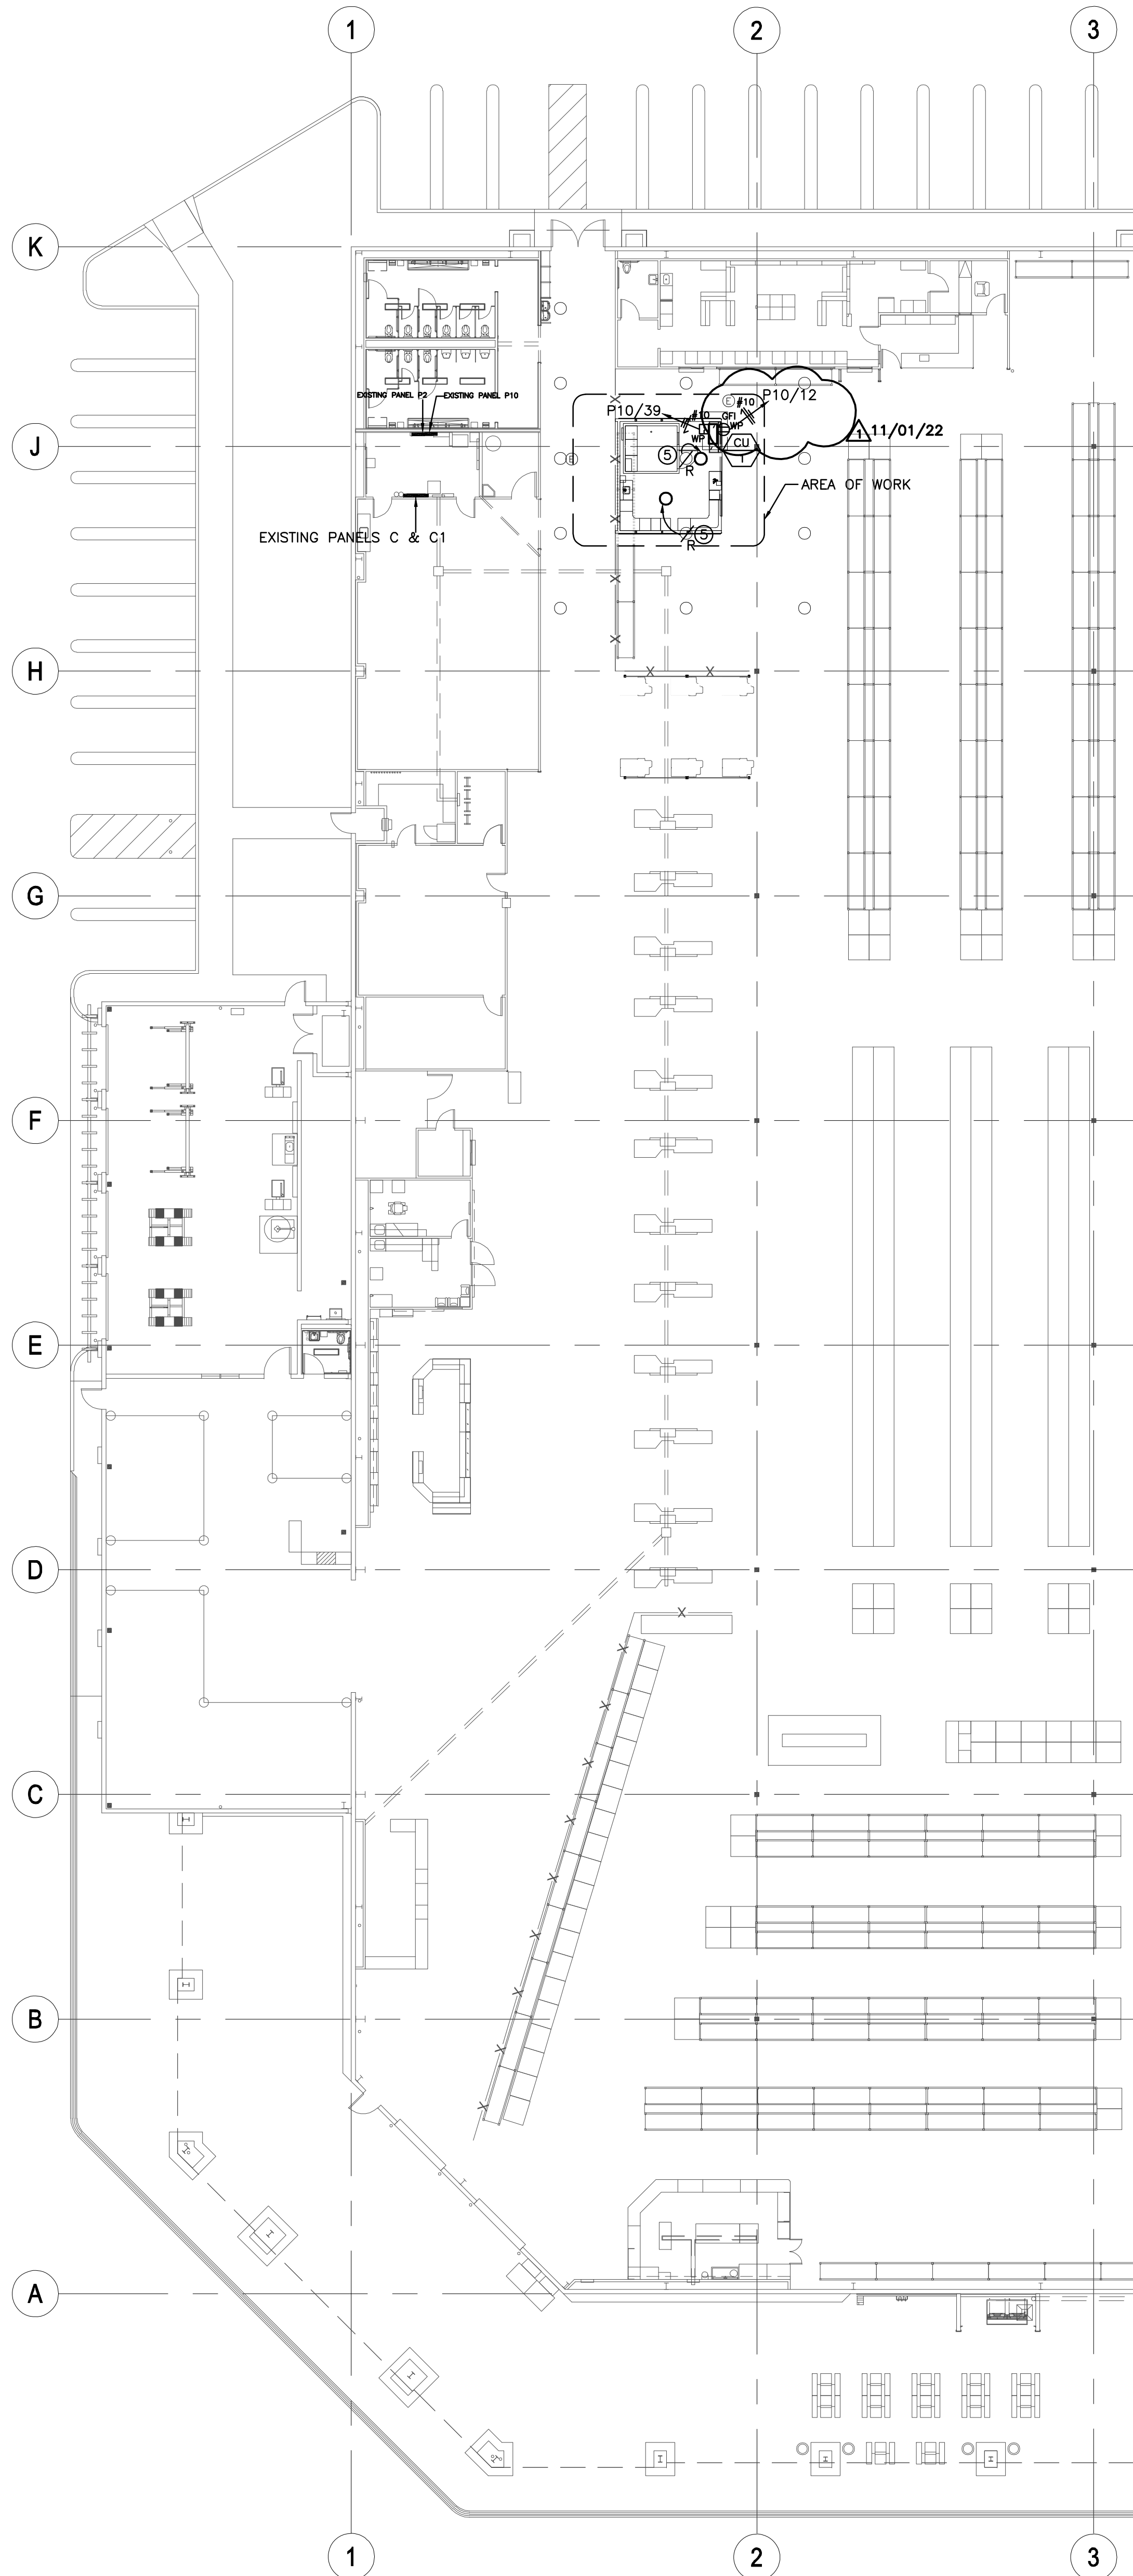 1
2
3
K
EXISTING PANEL P2
EXISTING PANEL P10
P10/39
#10
E
#10
P10/12
GFI
WP
WP
CU
1
1
11/01/22
J
5
R
E
AREA OF WORK
5
R
EXISTING PANELS C & C1
H
G
F
E
D
C
B
A
1
2
3